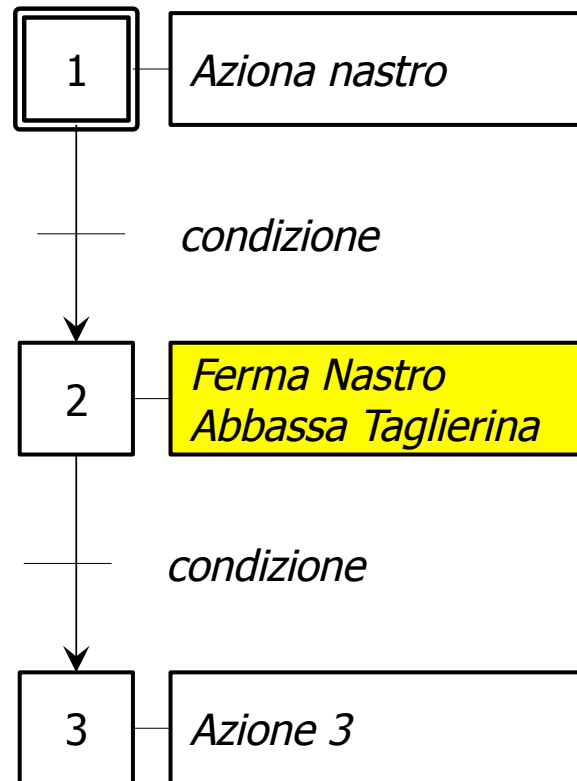 1
Aziona nastro
condizione
2
Ferma Nastro
Abbassa Taglierina
condizione
3
Azione 3